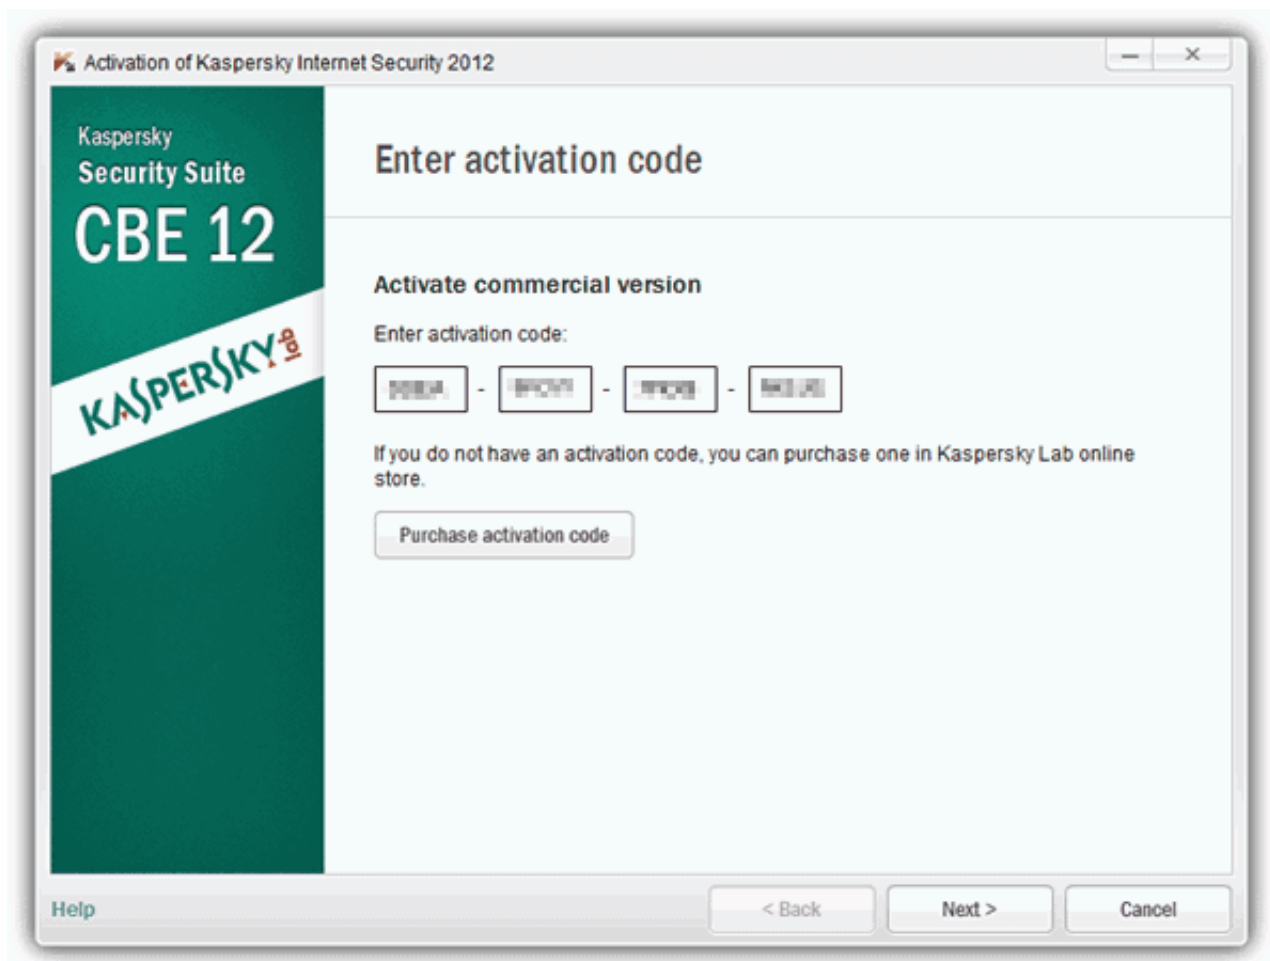 Activation of Kaspersky Internet Security 2012
Kaspersky
Security Suite
CBE 12
KASPERSKY lab
Enter activation code
Activate commercial version
Enter activation code:
- - -
If you do not have an activation code, you can purchase one in Kaspersky Lab online
store.
Purchase activation code
Help
< Back
Next >
Cancel